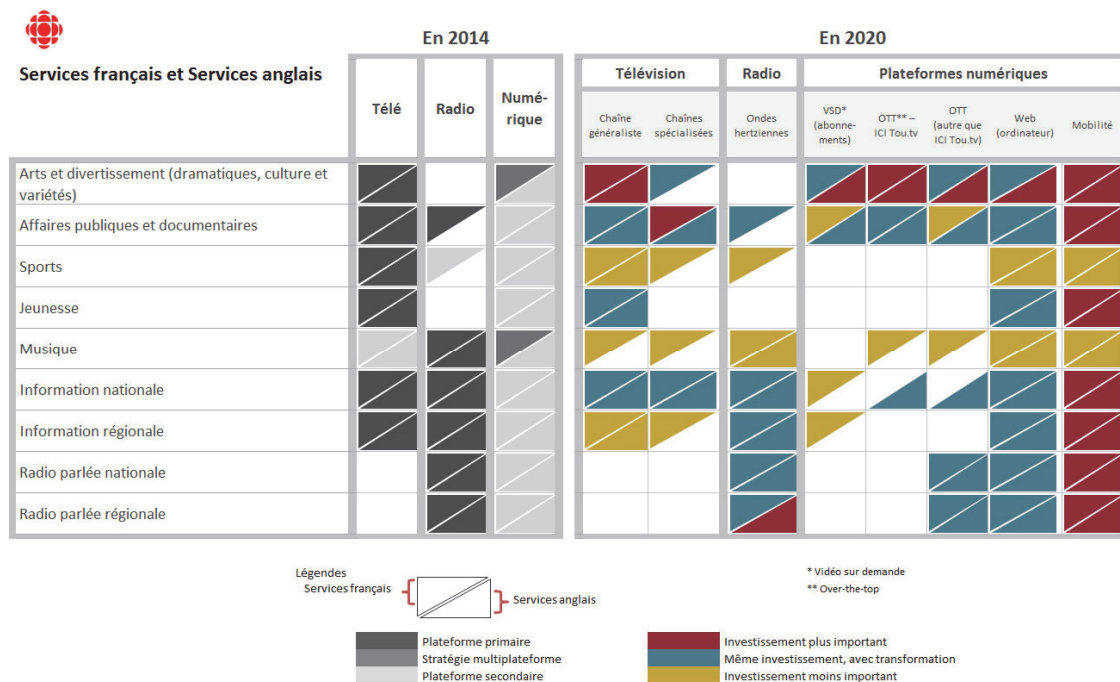 En 2014
En 2020
Services français et Services anglais
Télé
Radio
Numé-
rique
Télévision
Radio
Plateformes numériques
Chaîne
généraliste
Chaînes
spécialisées
Ondes
hertziennes
VSD*
(abonne-
ments)
OTT** –
ICI Tou.tv
OTT
(autre que
ICI Tou.tv)
Web
(ordinateur)
Mobilité
Arts et divertissement (dramatiques, culture et
variétés)
Affaires publiques et documentaires
Sports
Jeunesse
Musique
Information nationale
Information régionale
Radio parlée nationale
Radio parlée régionale
Légendes
Services français
Services anglais
* Vidéo sur demande
** Over-the-top
Plateforme primaire
Stratégie multiplateforme
Plateforme secondaire
Investissement plus important
Même investissement, avec transformation
Investissement moins important